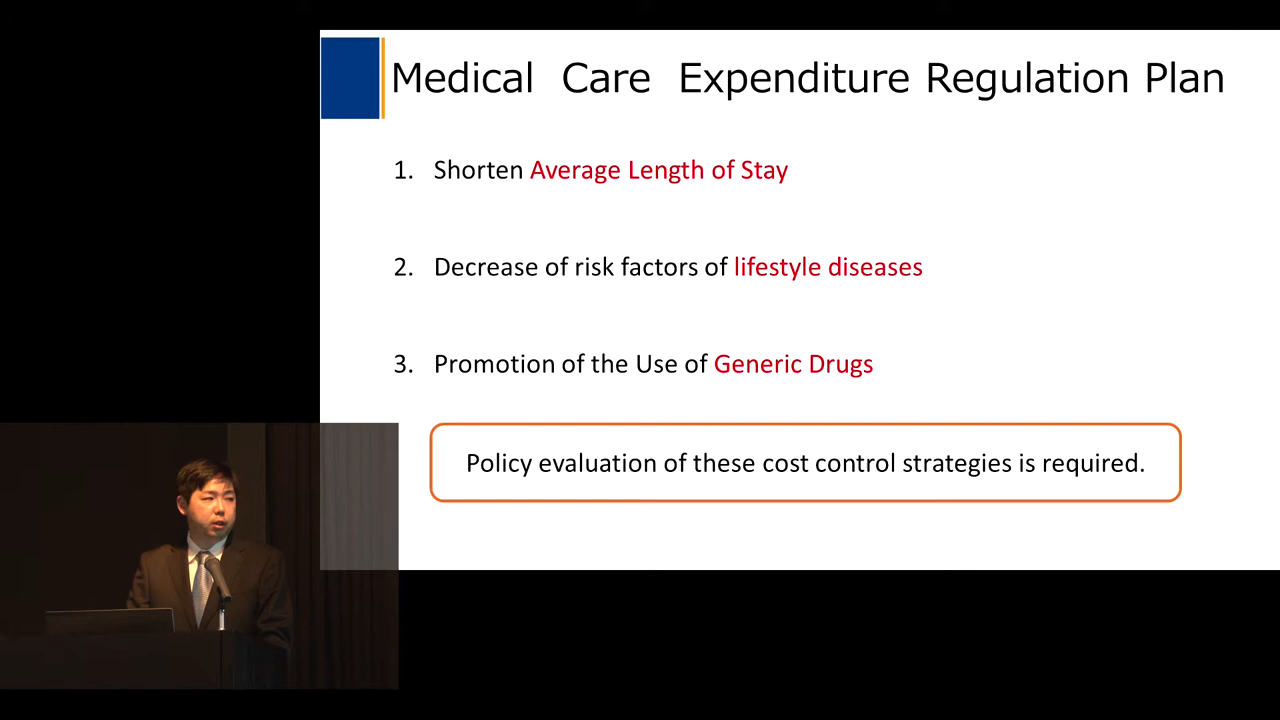 Medical Care Expenditure Regulation Plan
1. Shorten Average Length of Stay
2. Decrease of risk factors of lifestyle diseases
3. Promotion of the Use of Generic Drugs
Policy evaluation of these cost control strategies is required.